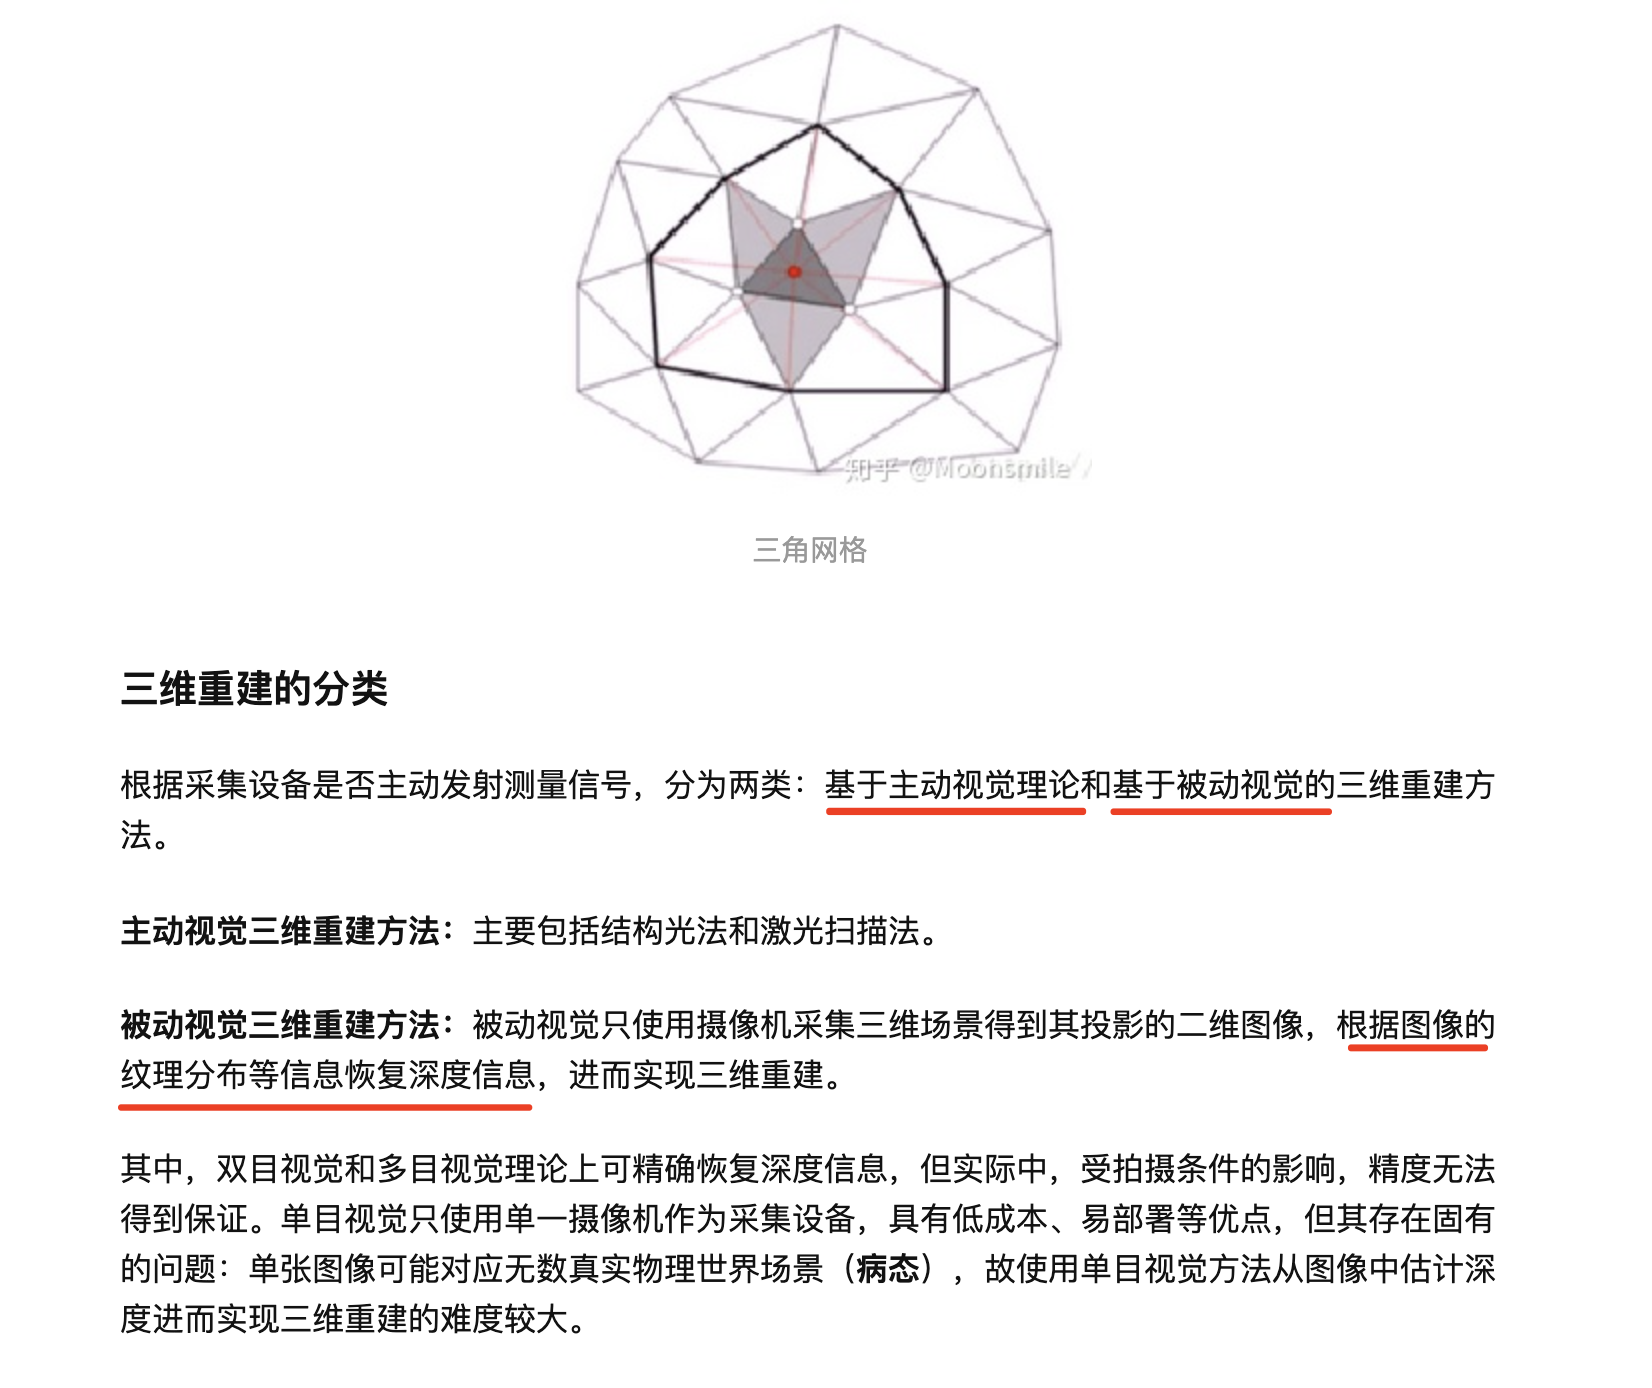 知乎 @Moonsmile
三角网格
三维重建的分类
根据采集设备是否主动发射测量信号，分为两类：基于主动视觉理论和基于被动视觉的三维重建方
法。
主动视觉三维重建方法：主要包括结构光法和激光扫描法。
被动视觉三维重建方法：被动视觉只使用摄像机采集三维场景得到其投影的二维图像，根据图像的
纹理分布等信息恢复深度信息，进而实现三维重建。
其中，双目视觉和多目视觉理论上可精确恢复深度信息，但实际中，受拍摄条件的影响，精度无法
得到保证。单目视觉只使用单一摄像机作为采集设备，具有低成本、易部署等优点，但其存在固有
的问题：单张图像可能对应无数真实物理世界场景（病态），故使用单目视觉方法从图像中估计深
度进而实现三维重建的难度较大。